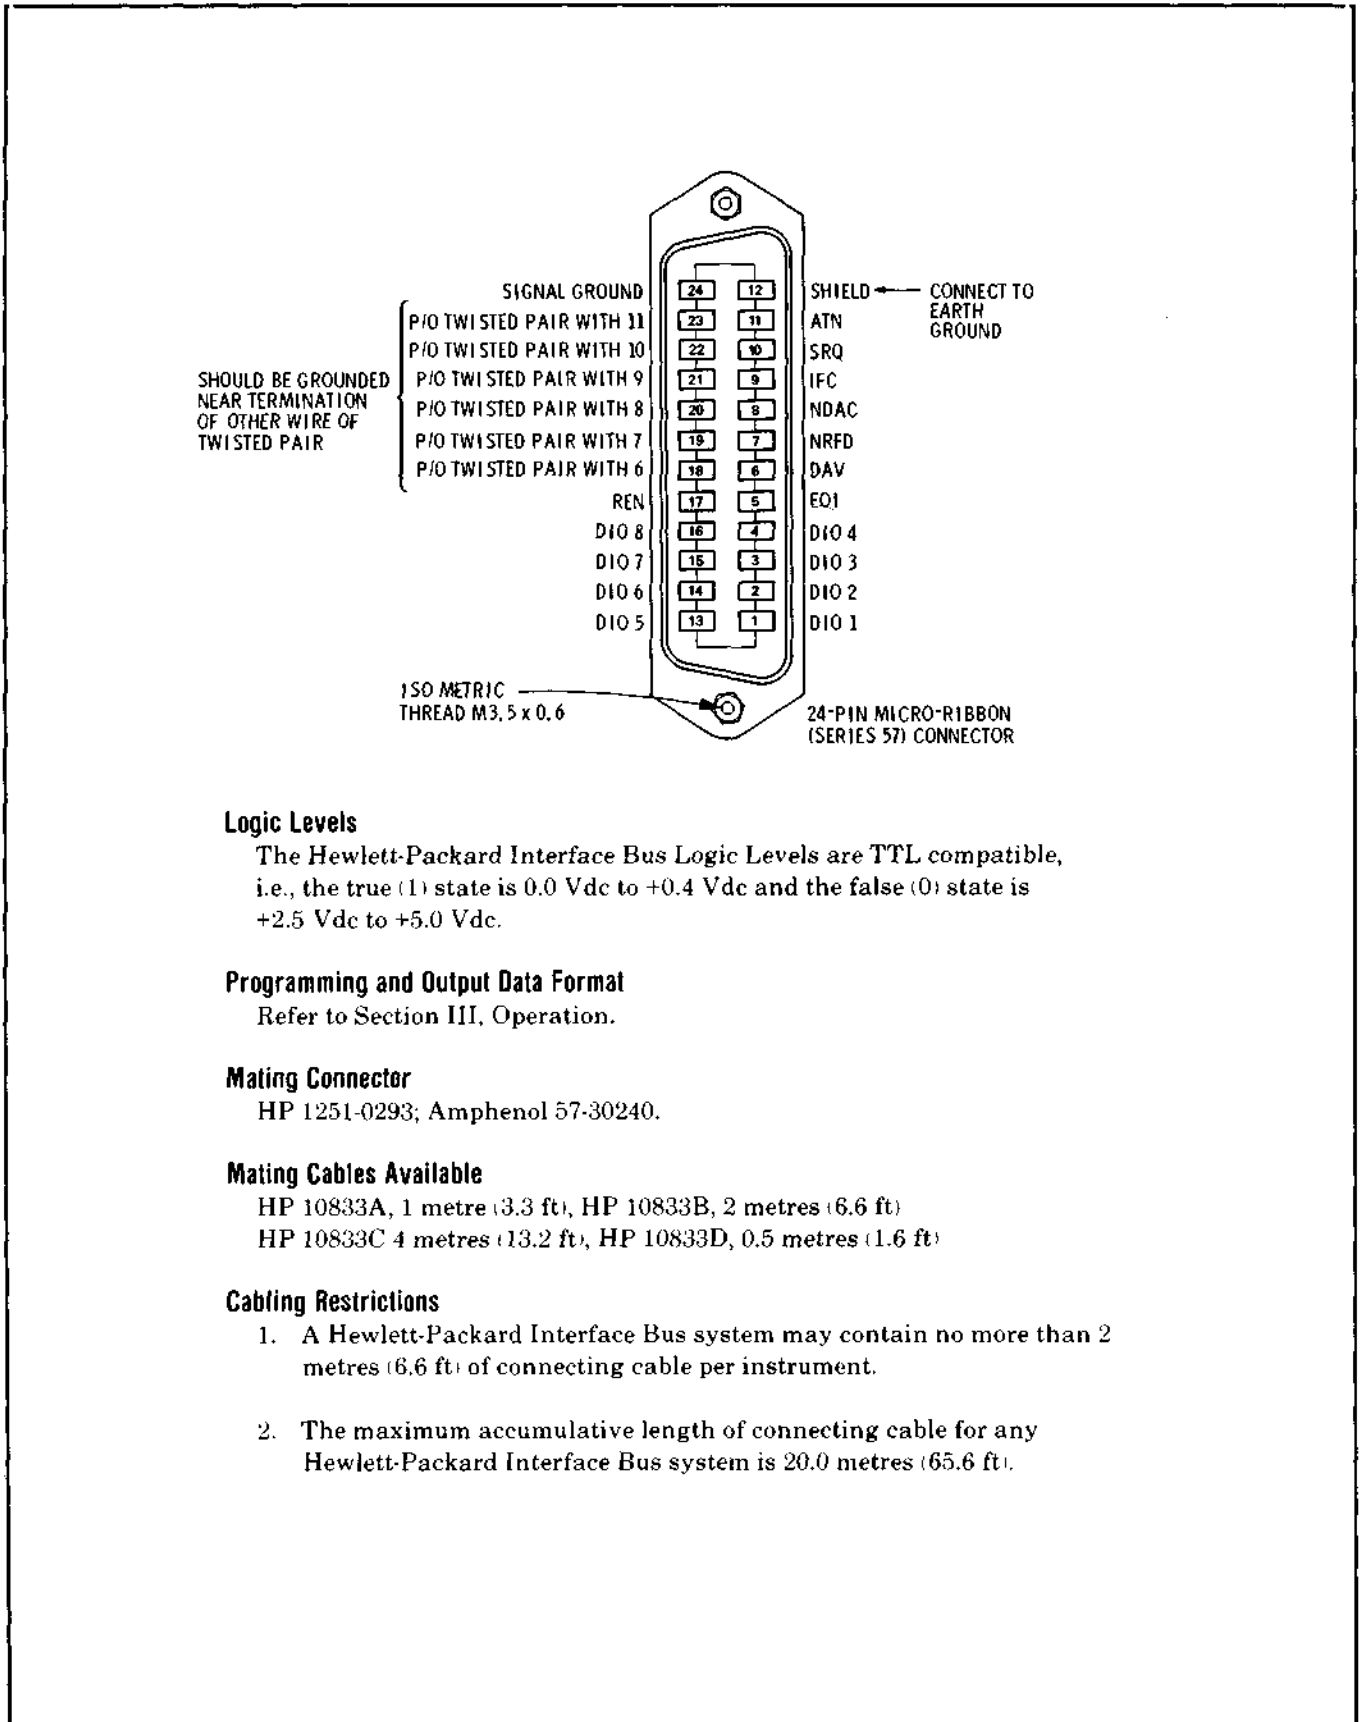 SIGNAL GROUND 24 12 SHIELD CONNECT TO EARTH GROUND
P/O TWISTED PAIR WITH 11 23 11 ATN
P/O TWISTED PAIR WITH 10 22 10 SRQ
P/O TWISTED PAIR WITH 9 21 9 IFC
P/O TWISTED PAIR WITH 8 20 8 NDAC
P/O TWISTED PAIR WITH 7 19 7 NRFD
P/O TWISTED PAIR WITH 6 18 6 DAV
SHOULD BE GROUNDED
NEAR TERMINATION
OF OTHER WIRE OF
TWISTED PAIR
REN 17 5 EOI
DIO 8 16 4 DIO 4
DIO 7 15 3 DIO 3
DIO 6 14 2 DIO 2
DIO 5 13 1 DIO 1
ISO METRIC
THREAD M3.5 x 0.6
24-PIN MICRO-RIBBON
(SERIES 57) CONNECTOR
Logic Levels
The Hewlett-Packard Interface Bus Logic Levels are TTL compatible,
i.e., the true (1) state is 0.0 Vdc to +0.4 Vdc and the false (0) state is
+2.5 Vdc to +5.0 Vdc.
Programming and Output Data Format
Refer to Section III, Operation.
Mating Connector
HP 1251-0293; Amphenol 57-30240.
Mating Cables Available
HP 10833A, 1 metre (3.3 ft), HP 10833B, 2 metres (6.6 ft)
HP 10833C 4 metres (13.2 ft), HP 10833D, 0.5 metres (1.6 ft)
Cabling Restrictions
1. A Hewlett-Packard Interface Bus system may contain no more than 2
metres (6.6 ft) of connecting cable per instrument.
2. The maximum accumulative length of connecting cable for any
Hewlett-Packard Interface Bus system is 20.0 metres (65.6 ft).